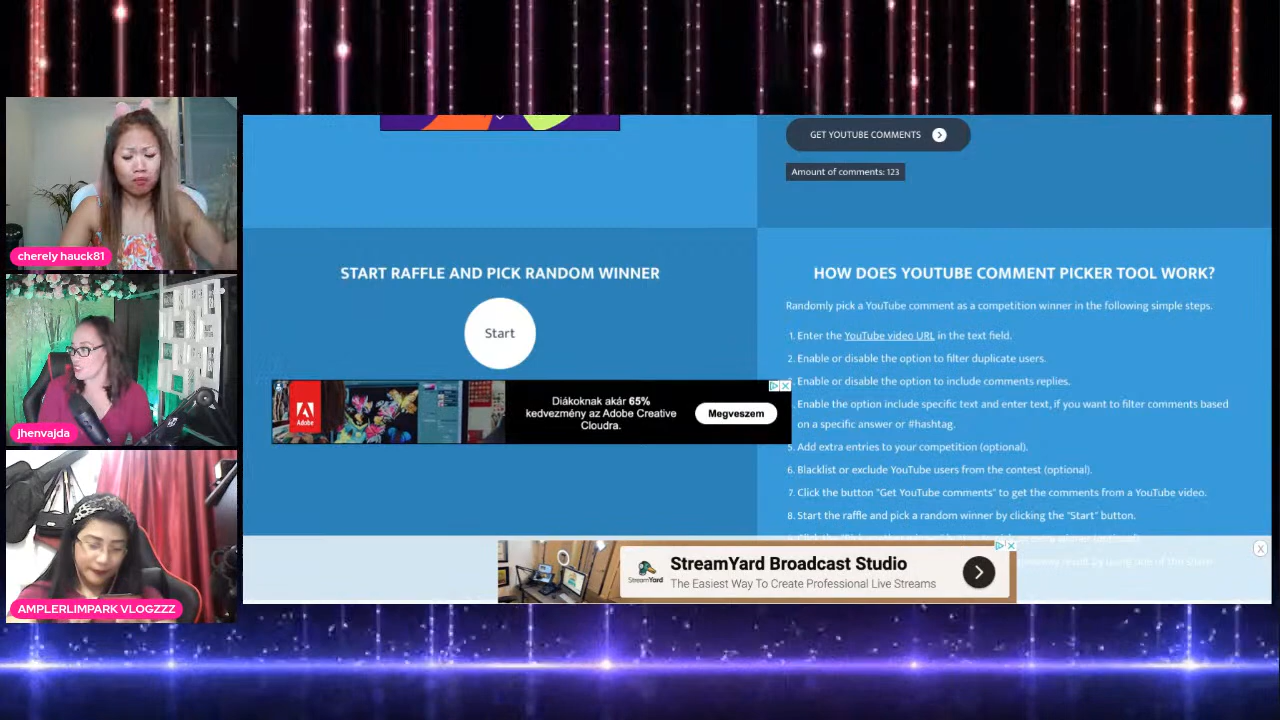 GET YOUTUBE COMMENTS
Amount of comments: 123
cherely hauck81
START RAFFLE AND PICK RANDOM WINNER
Start
HOW DOES YOUTUBE COMMENT PICKER TOOL WORK?
Randomly pick a YouTube comment as a competition winner in the following simple steps.
1. Enter the YouTube video URL in the text field.
2. Enable or disable the option to filter duplicate users.
Enable or disable the option to include comments replies.
Enable the option include specific text and enter text, if you want to filter comments based
on a specific answer or #hashtag.
5. Add extra entries to your competition (optional).
6. Blacklist or exclude YouTube users from the contest (optional).
7. Click the button "Get YouTube comments" to get the comments from a YouTube video.
8. Start the raffle and pick a random winner by clicking the "Start" button.
Adobe
Diákoknak akár 65%
kedvezmény az Adobe Creative
Cloudra.
Megveszem
jhenvajda
StreamYard
StreamYard Broadcast Studio
The Easiest Way To Create Professional Live Streams
AMPLERLIMPARK VLOGZZZ